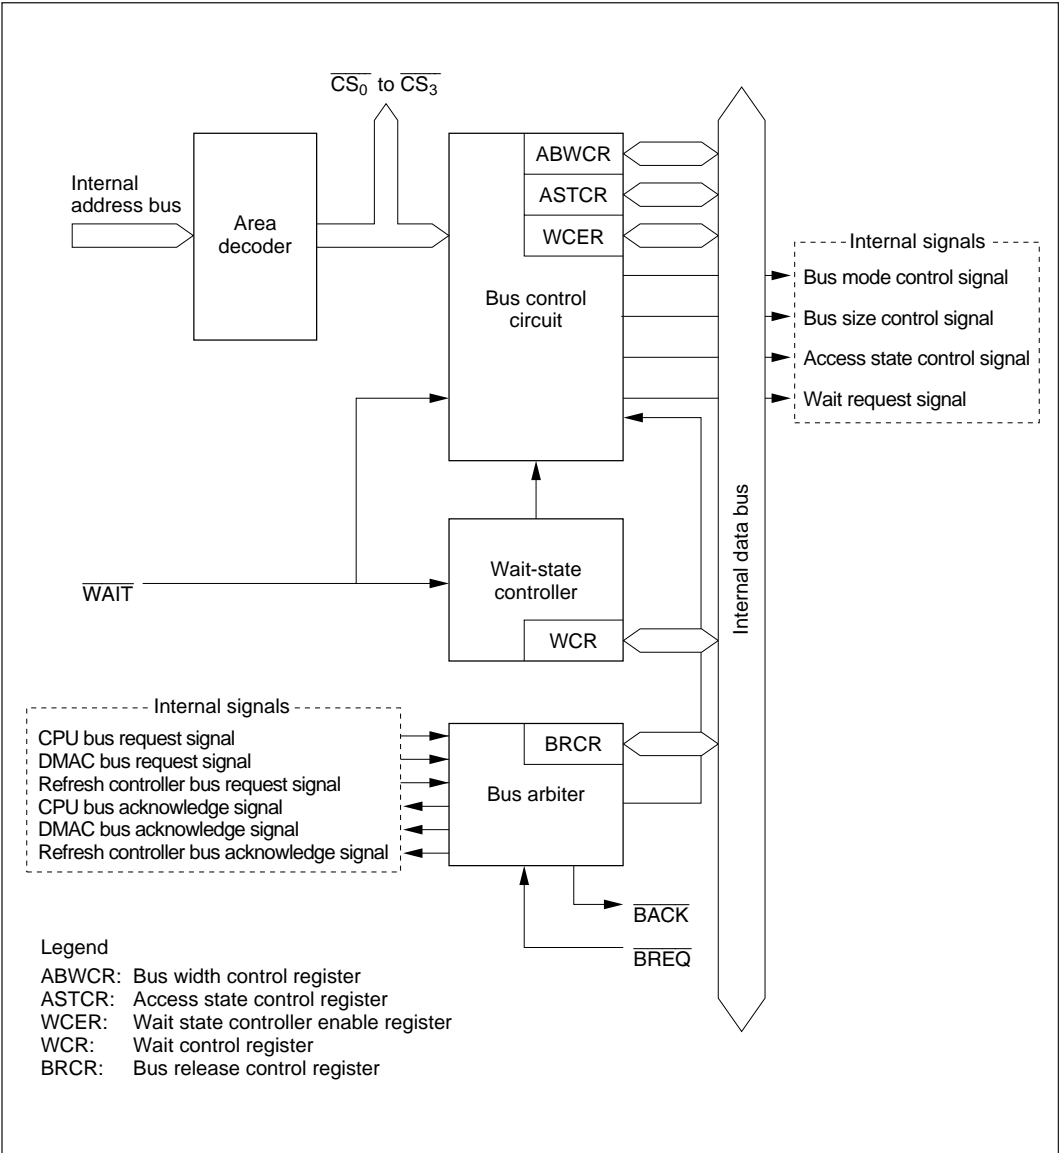 CS0 to CS3
Internal
address bus
Area
decoder
ABWCR
ASTCR
WCER
Bus control
circuit
Internal signals
Bus mode control signal
Bus size control signal
Access state control signal
Wait request signal
Internal data bus
WAIT
Wait-state
controller
WCR
Internal signals
CPU bus request signal
DMAC bus request signal
Refresh controller bus request signal
CPU bus acknowledge signal
DMAC bus acknowledge signal
Refresh controller bus acknowledge signal
BRCR
Bus arbiter
BACK
BREQ
Legend
ABWCR: Bus width control register
ASTCR: Access state control register
WCER: Wait state controller enable register
WCR: Wait control register
BRCR: Bus release control register